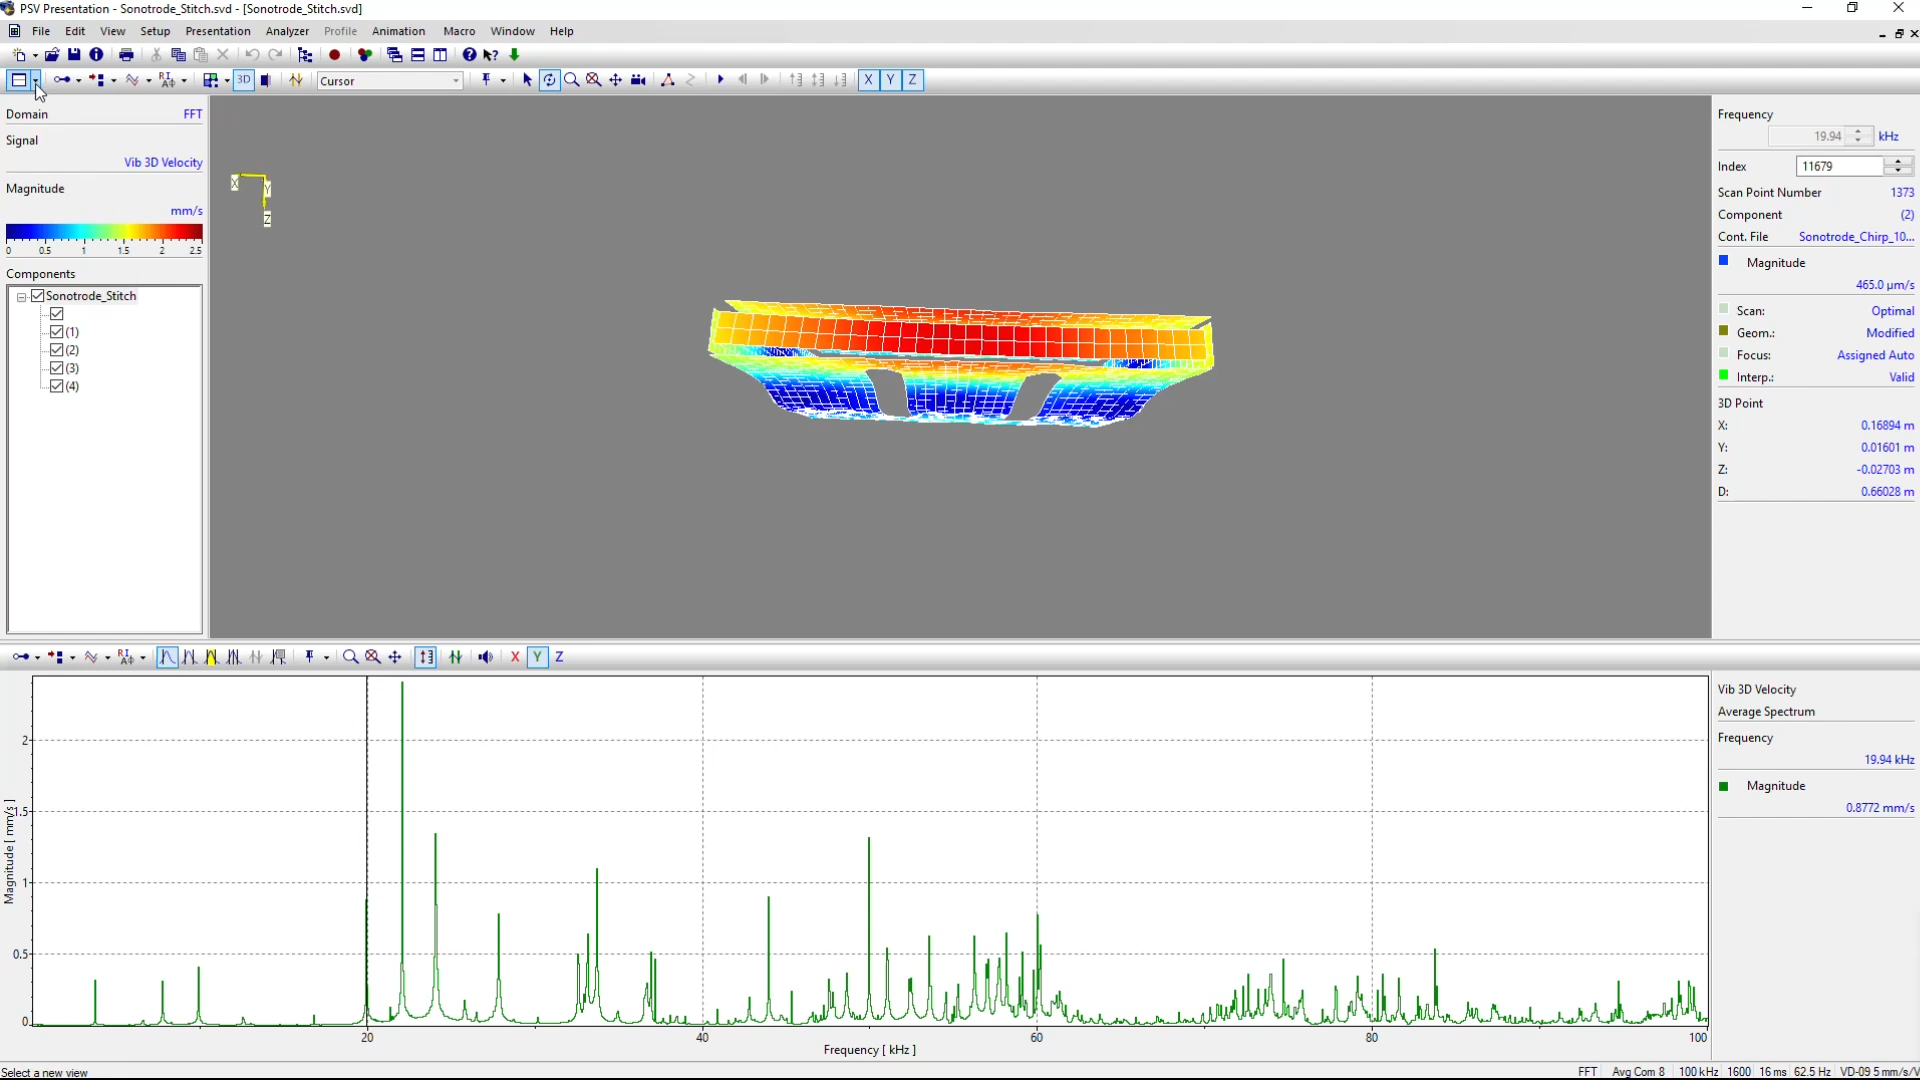 PSV Presentation - Sonotrode_Stitch.svd - [Sonotrode_Stitch.svd]
File Edit View Setup Presentation Analyzer Profile Animation Macro Window Help
3D Cursor X Y Z
Domain FFT
Signal
Vib 3D Velocity
Magnitude
mm/s
0 0.5 1 1.5 2 2.5
Components
Sonotrode_Stitch
(1)
(2)
(3)
(4)
X Y
Z
Frequency
19.94 kHz
Index 11679
Scan Point Number 1373
Component (2)
Cont. File Sonotrode_Chirp_10...
Magnitude
465.0 µm/s
Scan: Optimal
Geom.: Modified
Focus: Assigned Auto
Interp.: Valid
3D Point
X: 0.16894 m
Y: 0.01601 m
Z: -0.02703 m
D: 0.66028 m
X Y Z
Magnitude [ mm/s ]
2
1.5
1
0.5
0
20 40 60 80 100
Frequency [ kHz ]
Vib 3D Velocity
Average Spectrum
Frequency
19.94 kHz
Magnitude
0.8772 mm/s
Select a new view
FFT Avg Com 8 100 kHz 1600 16 ms 62.5 Hz VD-09 5 mm/s/V